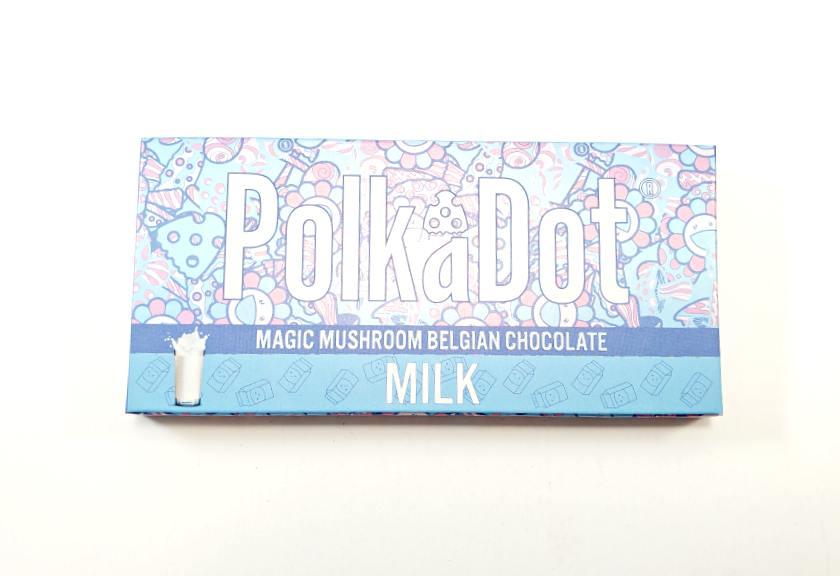 PolkaDot®
MAGIC MUSHROOM BELGIAN CHOCOLATE
MILK